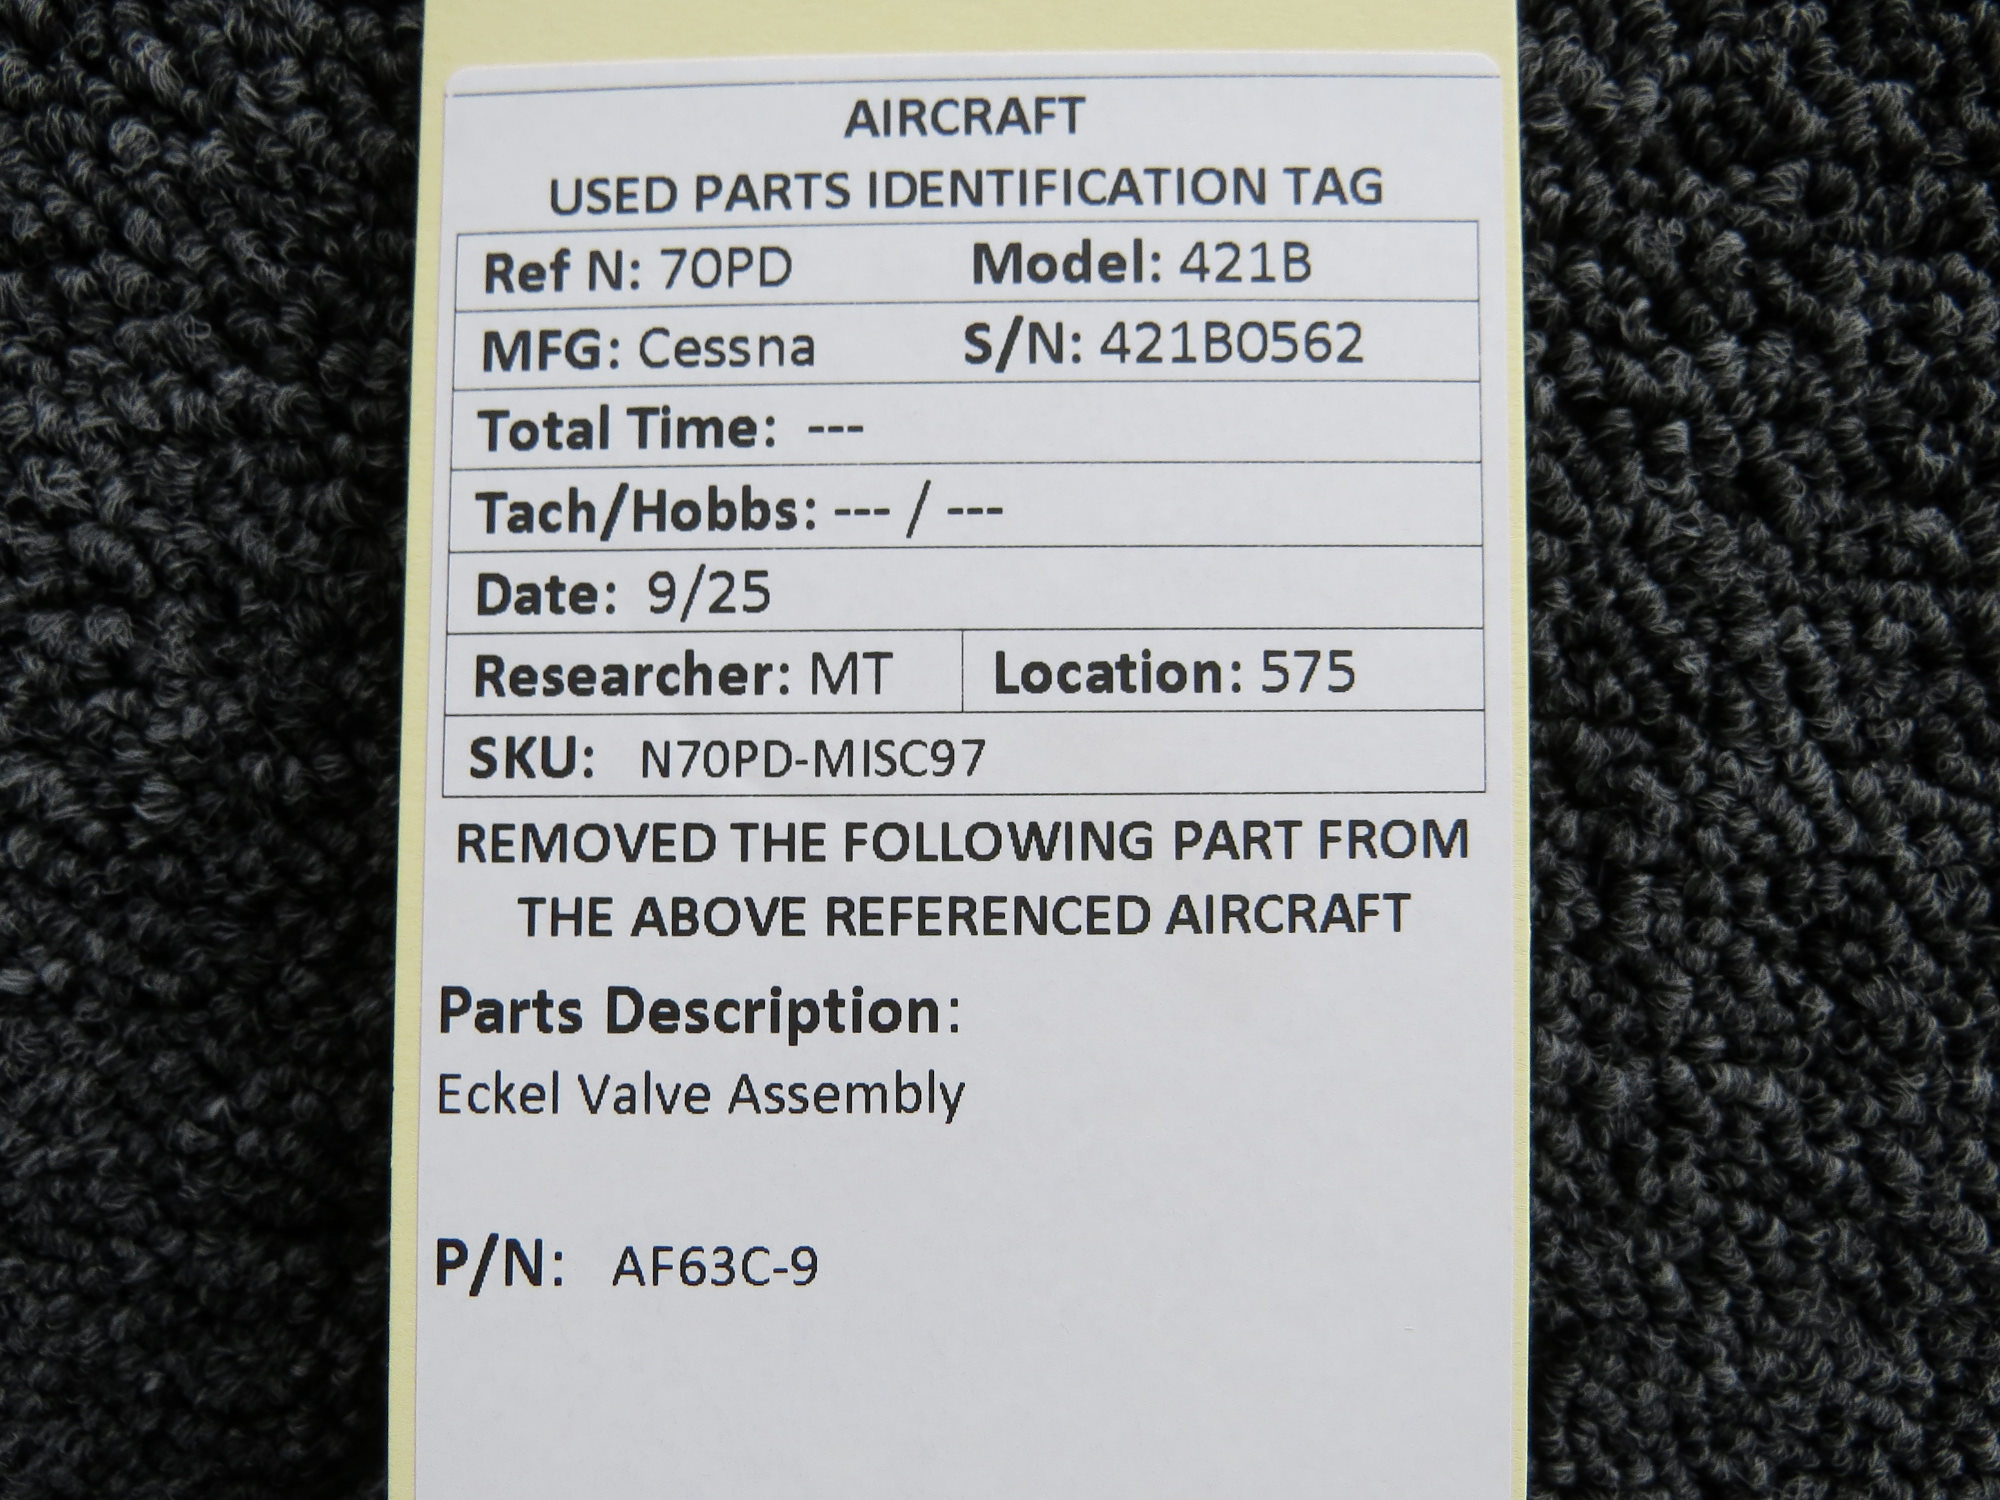 AIRCRAFT
USED PARTS IDENTIFICATION TAG
Ref N: 70PD Model: 421B
MFG: Cessna S/N: 421B0562
Total Time: ---
Tach/Hobbs: --- / ---
Date: 9/25
Researcher: MT Location: 575
SKU: N70PD-MISC97
REMOVED THE FOLLOWING PART FROM
THE ABOVE REFERENCED AIRCRAFT
Parts Description:
Eckel Valve Assembly
P/N: AF63C-9